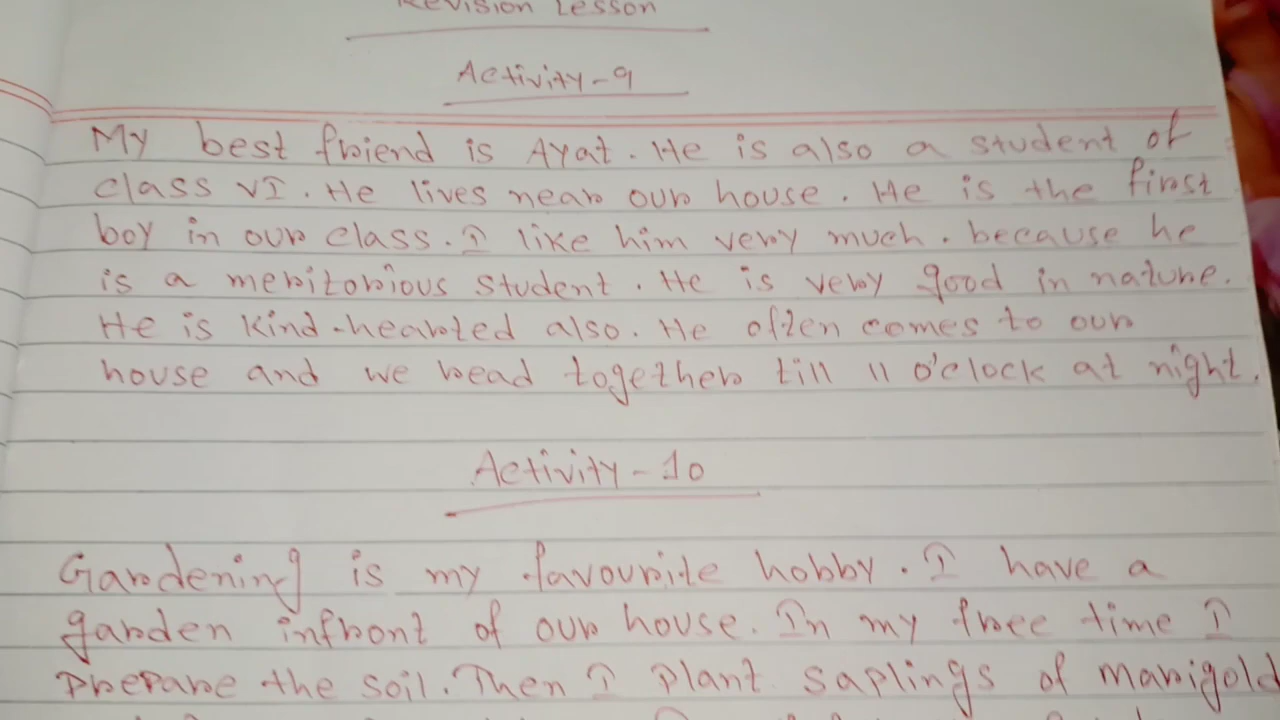 Revision Lesson
Activity-9
My best friend is Ayat. He is also a student of
class VI. He lives near our house. He is the first
boy in our class. I like him very much. because he
is a meritorious student. He is very good in nature.
He is kind-hearted also. He often comes to our
house and we read together till 11 o'clock at night.
Activity-10
Gardening is my favourite hobby. I have a
garden infront of our house. In my free time I
prepare the soil. Then I plant saplings of marigold